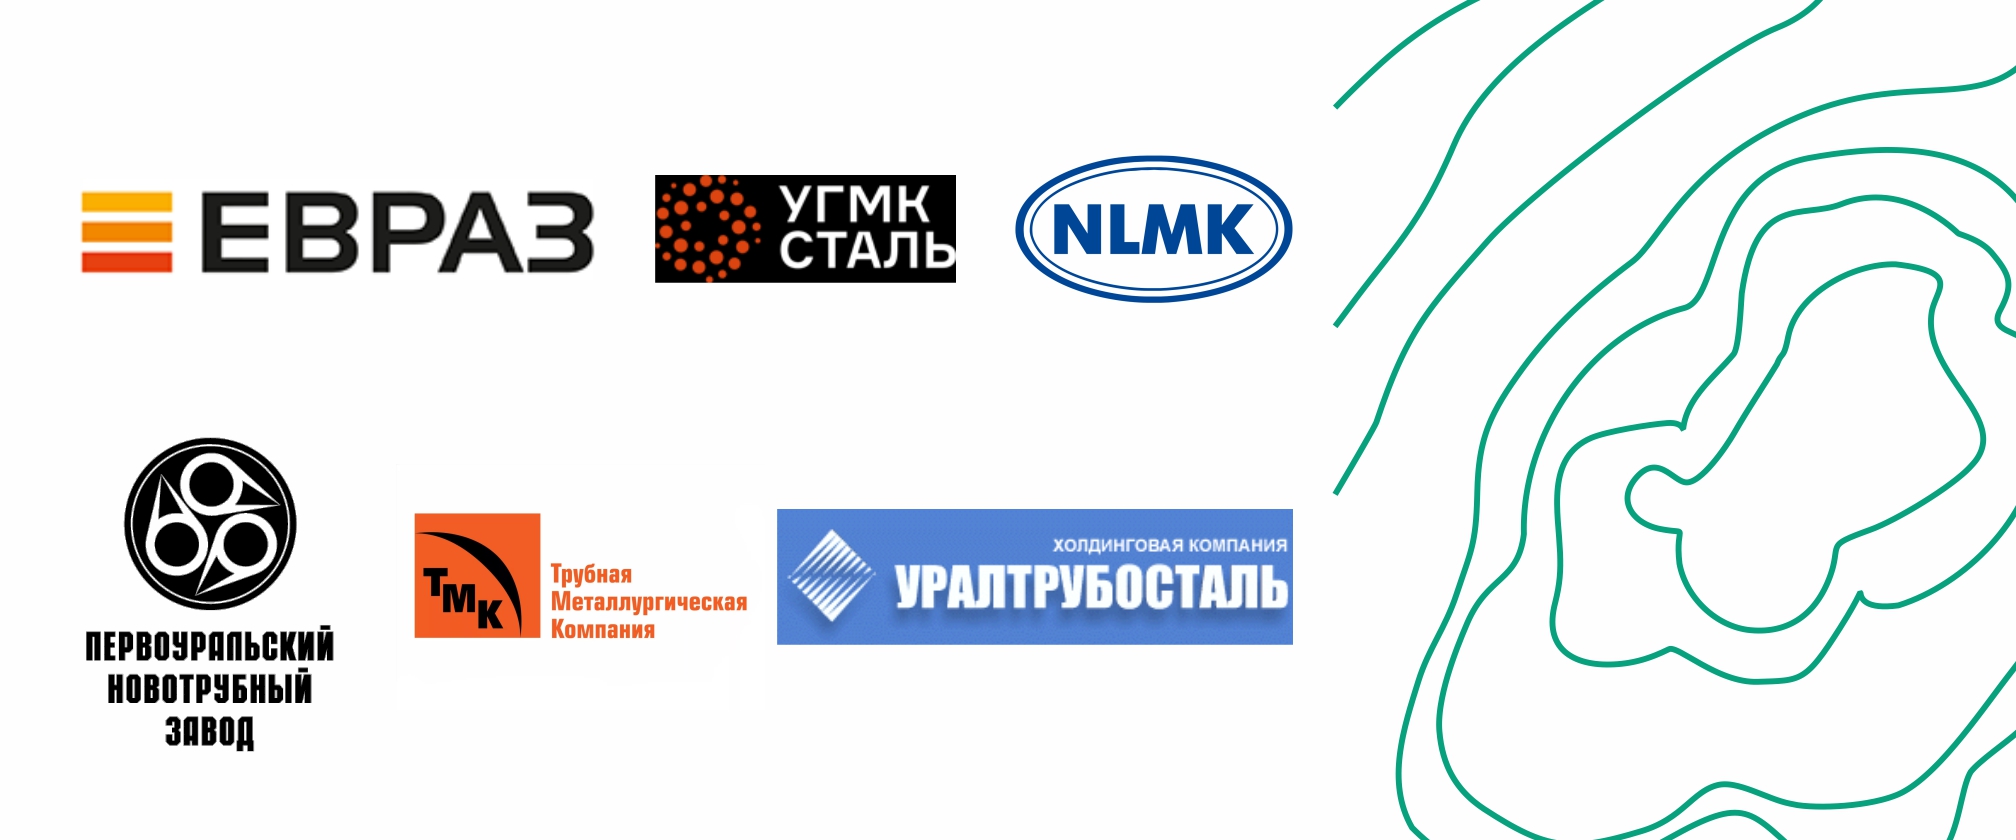 ЕВРАЗ
УГМК
СТАЛЬ
NLMK
ПЕРВОУРАЛЬСКИЙ
НОВОТРУБНЫЙ
ЗАВОД
ТМК
Трубная
Металлургическая
Компания
ХОЛДИНГОВАЯ КОМПАНИЯ
УРАЛТРУБОСТАЛЬ